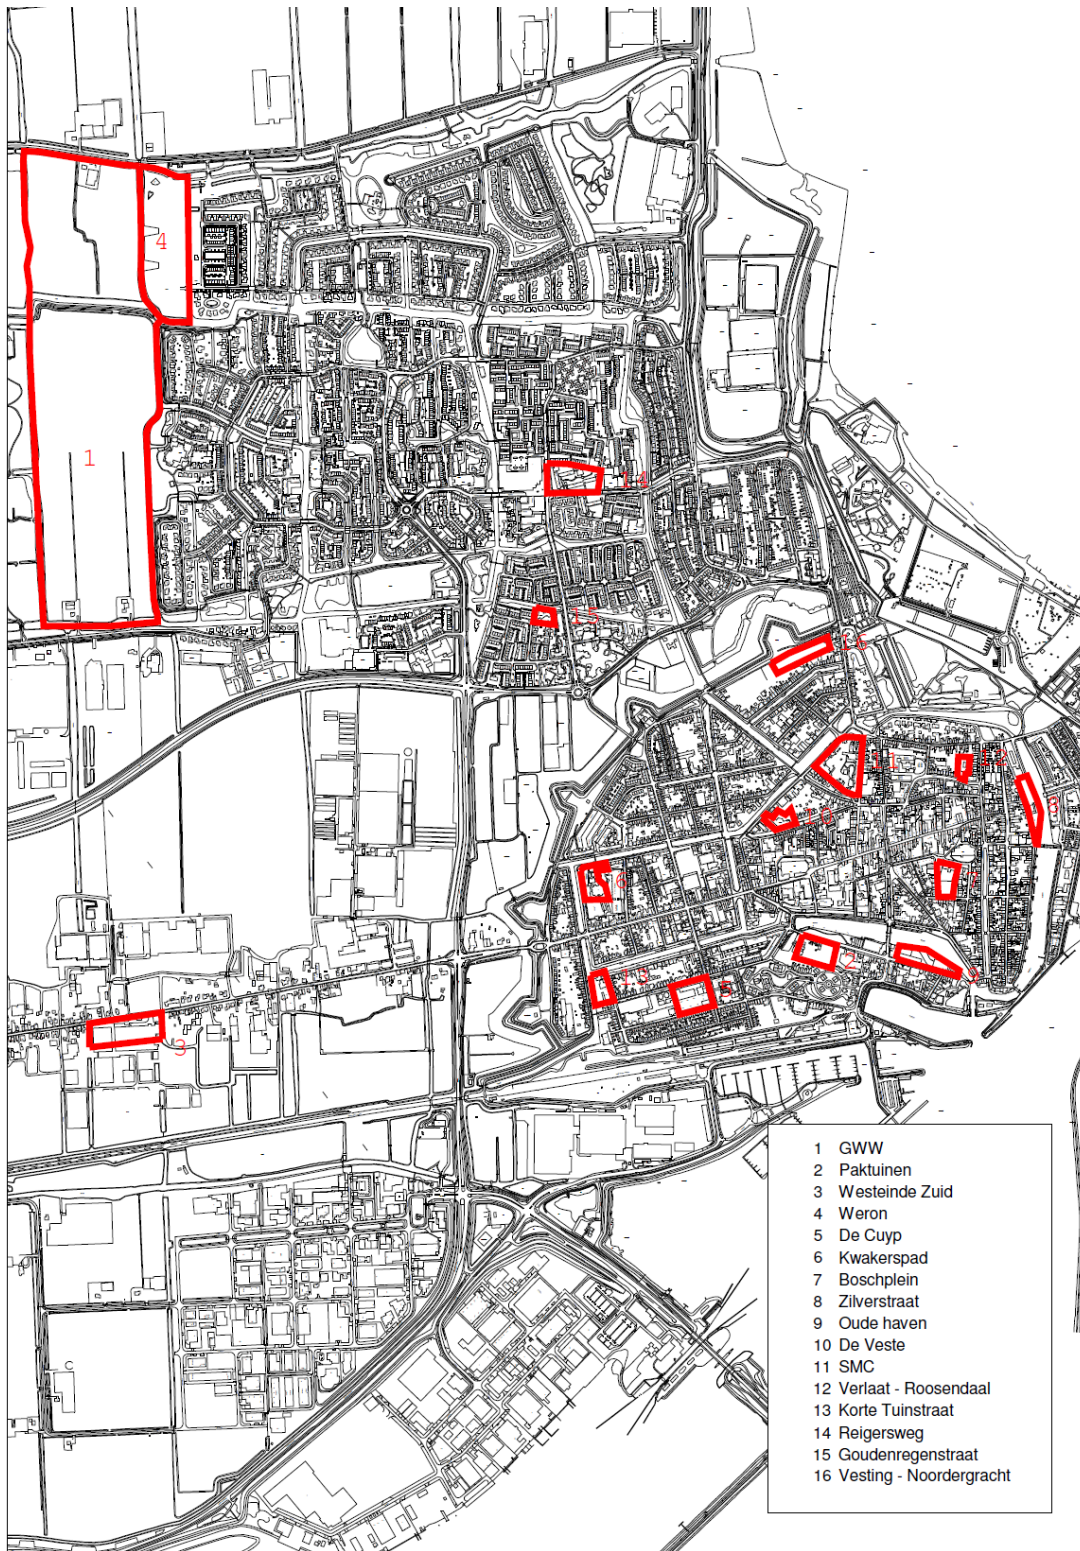 4
1
14
15
16
11
12
8
10
6
7
2
9
13
5
3
1 GWW
2 Paktuinen
3 Westeinde Zuid
4 Weron
5 De Cuyp
6 Kwakerspad
7 Boschplein
8 Zilverstraat
9 Oude haven
10 De Veste
11 SMC
12 Verlaat - Roosendaal
13 Korte Tuinstraat
14 Reigersweg
15 Goudenregenstraat
16 Vesting - Noordergracht